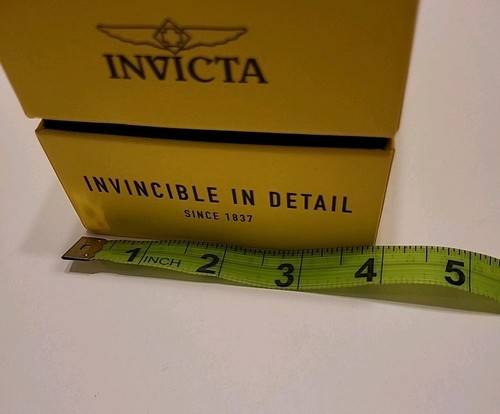 INVICTA
INVINCIBLE IN DETAIL
SINCE 1837
1 INCH 2 3 4 5